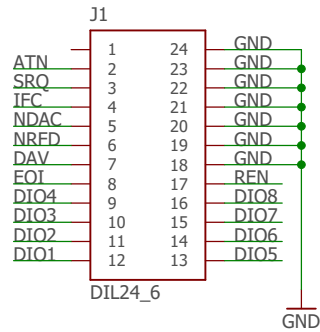 J1
1 24 GND
ATN 2 23 GND
SRQ 3 22 GND
IFC 4 21 GND
NDAC 5 20 GND
NRFD 6 19 GND
DAV 7 18 GND
EOI 8 17 REN
DIO4 9 16 DIO8
DIO3 10 15 DIO7
DIO2 11 14 DIO6
DIO1 12 13 DIO5
DIL24_6
GND